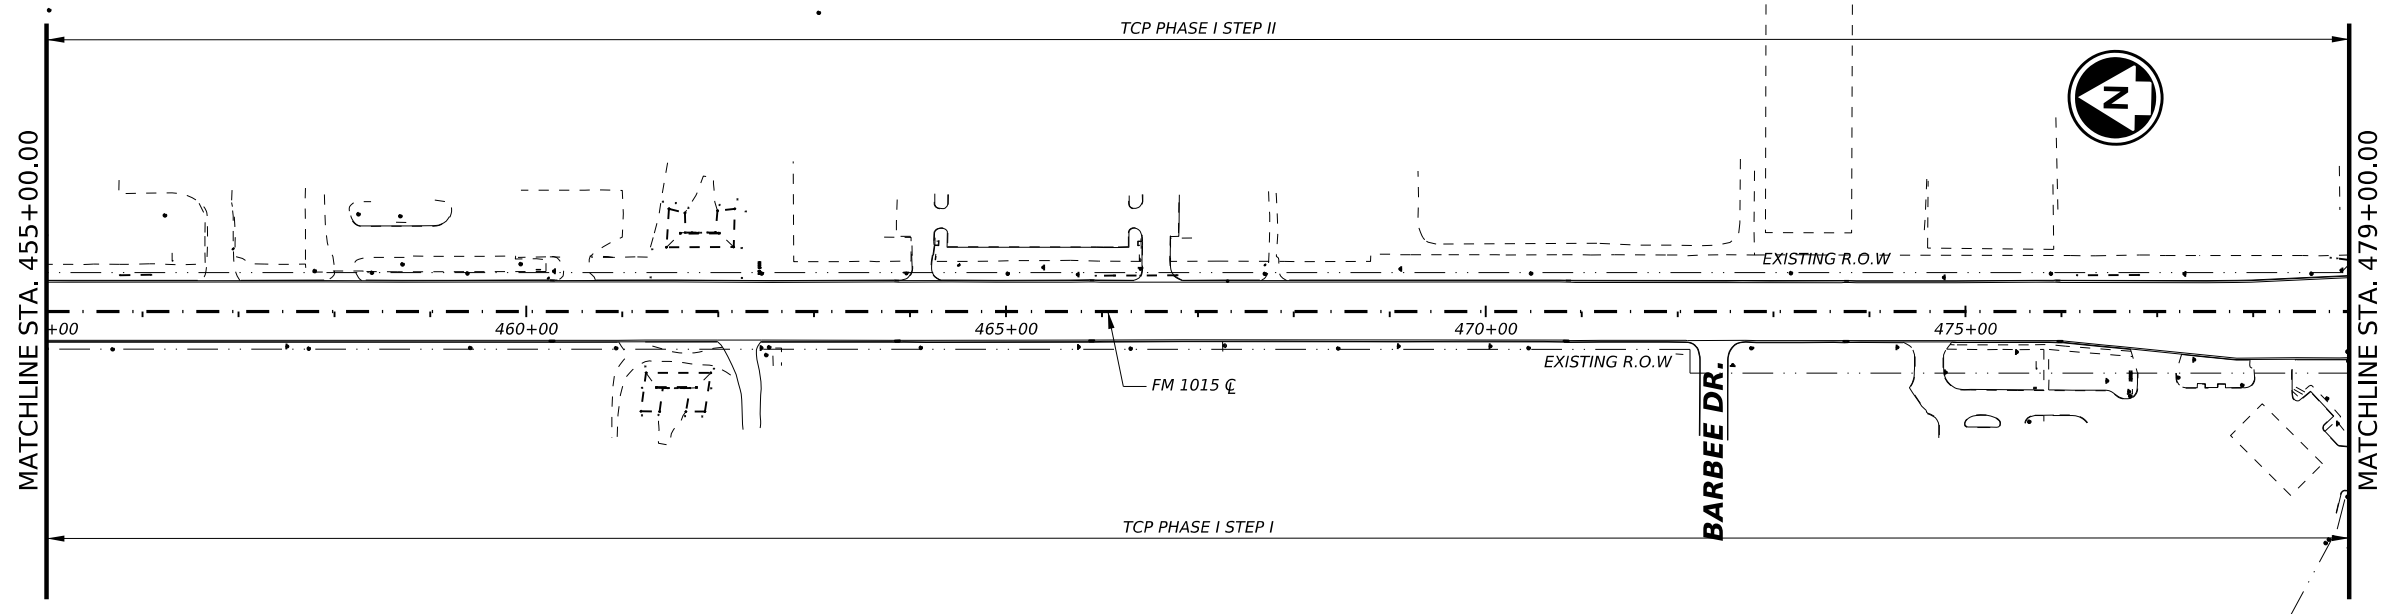 TCP PHASE I STEP II
N
MATCHLINE STA. 455+00.00
MATCHLINE STA. 479+00.00
EXISTING R.O.W
+00
460+00
465+00
470+00
475+00
EXISTING R.O.W
FM 1015 ℄
BARBEE DR.
TCP PHASE I STEP I